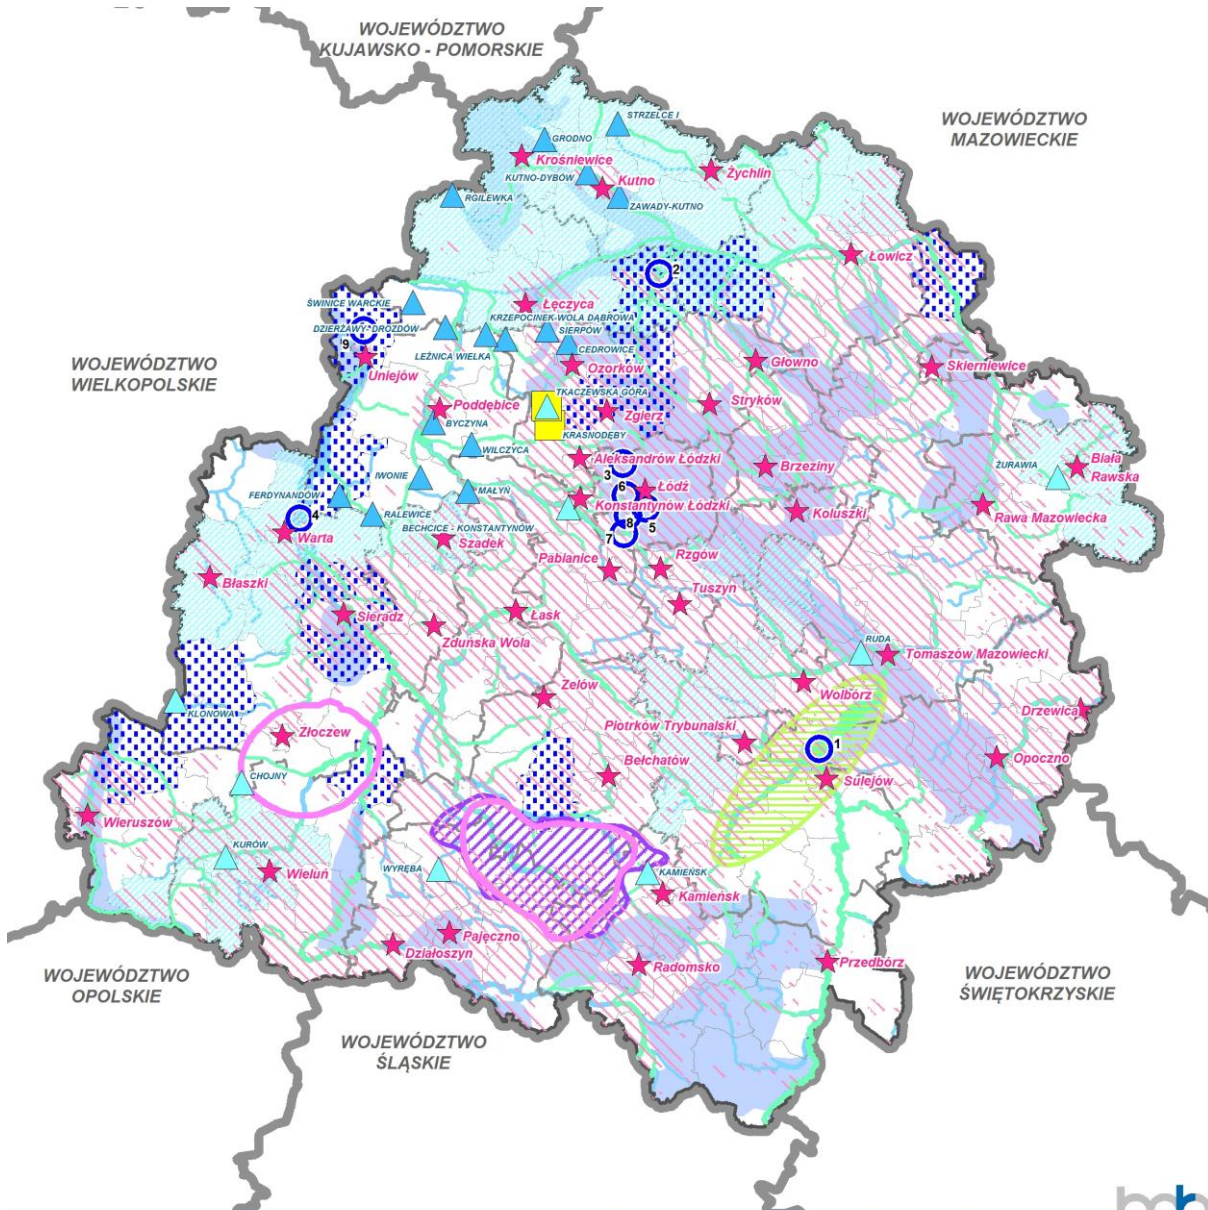 WOJEWÓDZTWO
KUJAWSKO - POMORSKIE
WOJEWÓDZTWO
MAZOWIECKIE
STRZELCE I
GRODNO
Krośniewice
Żychlin
KUTNO-DYBÓW
Kutno
RGILEWKA
ZAWADY-KUTNO
Łowicz
2
ŚWINICE WARCKIE
Łęczyca
KRZEPOCINEK-WOLA DĄBROWA
DZIERŻAWY-DROZDÓW
SIERPÓW
9
CEDROWICE
LEŹNICA WIELKA
WOJEWÓDZTWO
WIELKOPOLSKIE
Uniejów
Ozorków
Głowno
Skierniewice
TKACZEWSKA GÓRA
Poddębice
Zgierz
Stryków
BYCZYNA
KRASNODĘBY
WILCZYCA
Aleksandrów Łódzki
Brzeziny
Biała
Rawska
ŻURAWIA
3
IWONIE
6
Łódź
FERDYNANDÓW
MAŁYŃ
Konstantynów Łódzki
Koluszki
Rawa Mazowiecka
4
RALEWICE
BECHCICE - KONSTANTYNÓW
8
5
Warta
Szadek
7
Pabianice
Rzgów
Błaszki
Tuszyn
Sieradz
Łask
Zduńska Wola
RUDA
Tomaszów Mazowiecki
Zelów
Wolbórz
KLONOWA
Drzewica
Złoczew
Piotrków Trybunalski
1
Bełchatów
Opoczno
CHOJNY
Sulejów
Wieruszów
KURÓW
Wieluń
WYRĘBA
KAMIEŃSK
Kamieńsk
Pajęczno
Działoszyn
Radomsko
Przedbórz
WOJEWÓDZTWO
OPOLSKIE
WOJEWÓDZTWO
ŚWIĘTOKRZYSKIE
WOJEWÓDZTWO
ŚLĄSKIE